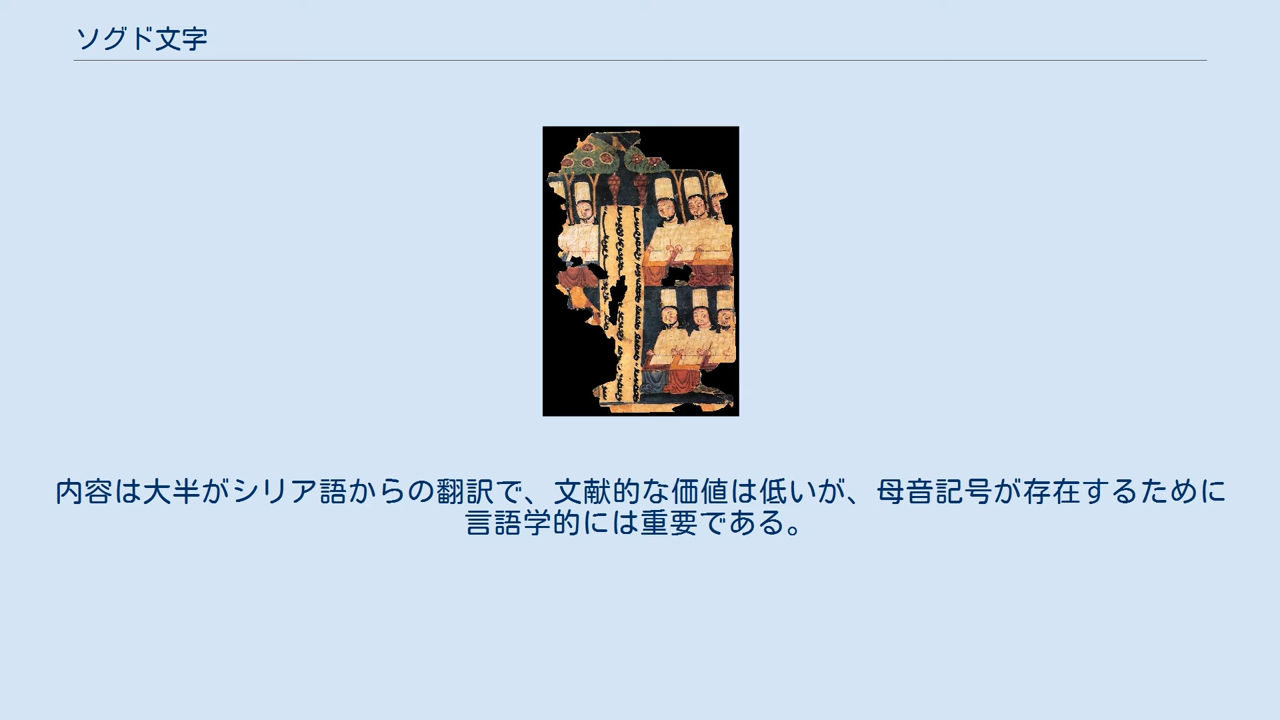 ソグド文字
内容は大半がシリア語からの翻訳で、文献的な価値は低いが、母音記号が存在するために
言語学的には重要である。